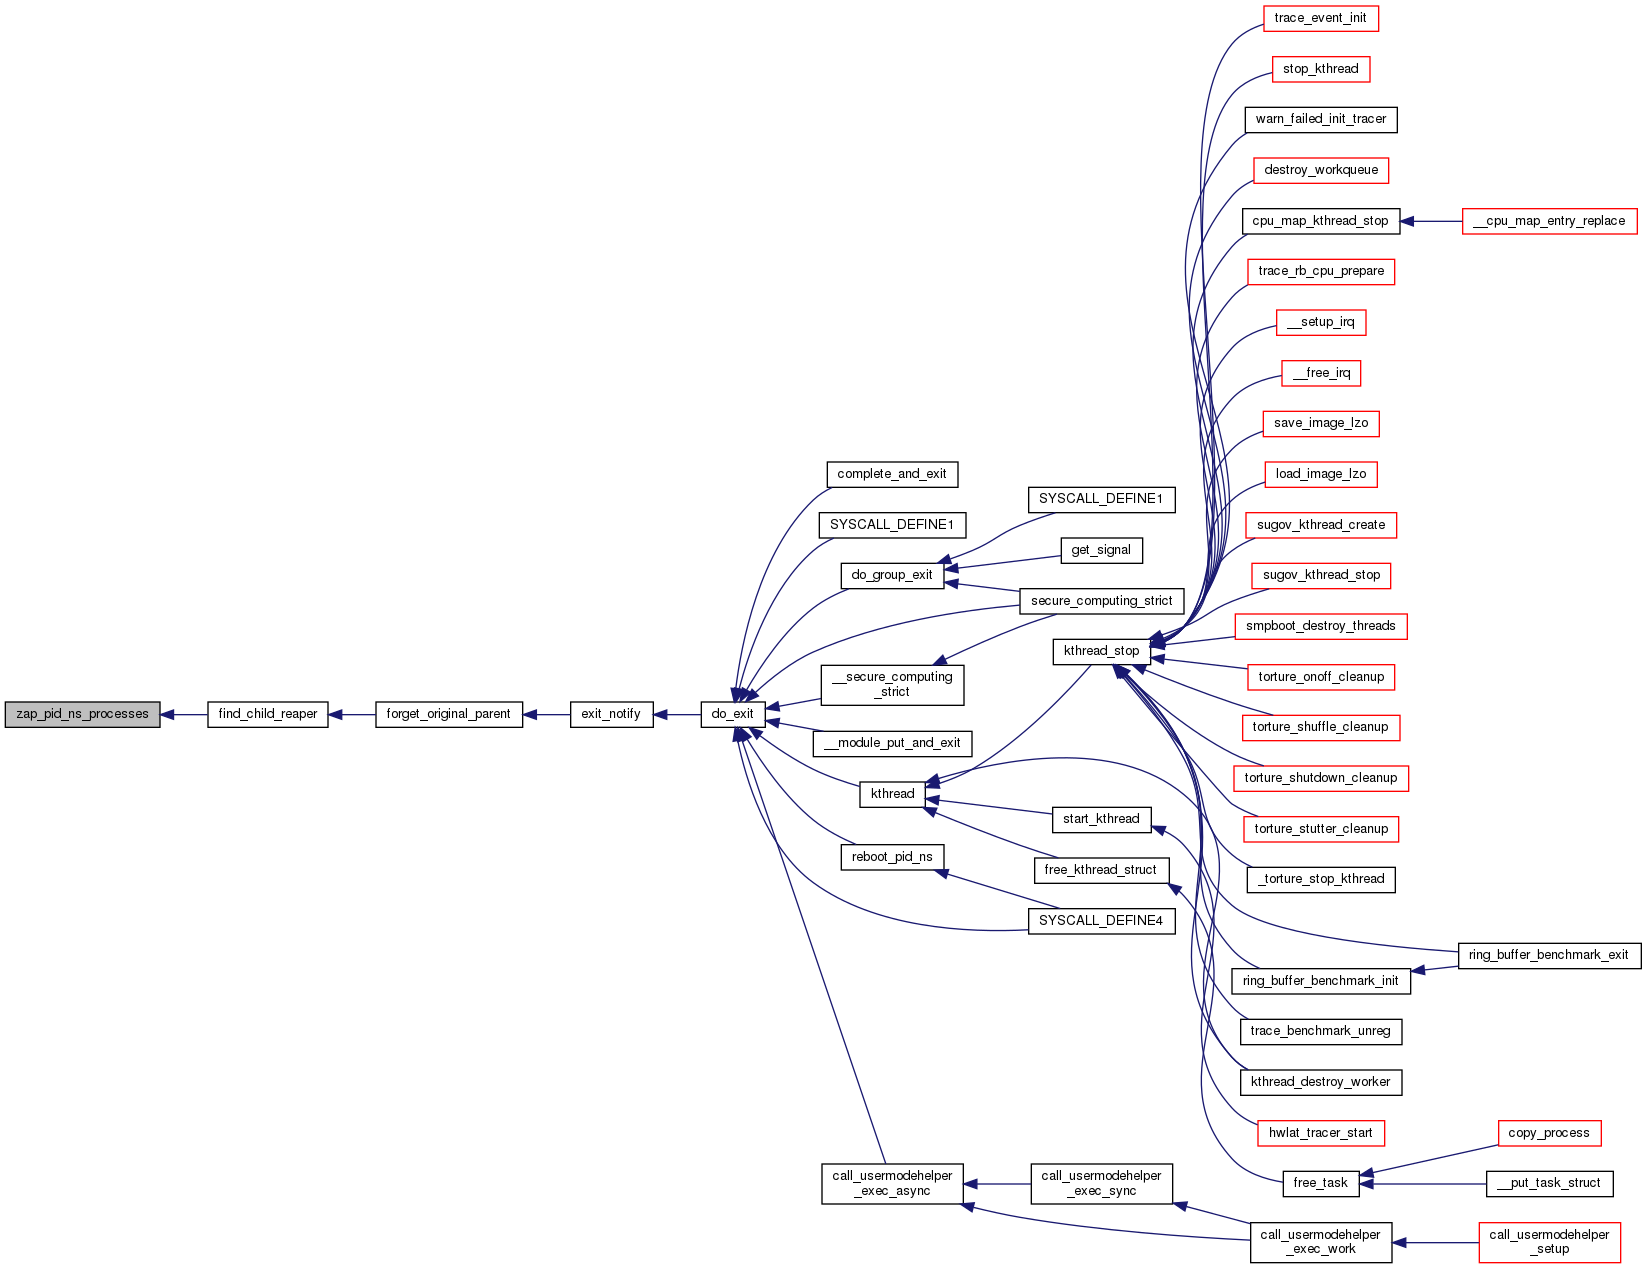 trace_event_init
stop_kthread
warn_failed_init_tracer
destroy_workqueue
cpu_map_kthread_stop
__cpu_map_entry_replace
trace_rb_cpu_prepare
__setup_irq
__free_irq
save_image_lzo
load_image_lzo
complete_and_exit
SYSCALL_DEFINE1
SYSCALL_DEFINE1
sugov_kthread_create
get_signal
do_group_exit
sugov_kthread_stop
secure_computing_strict
smpboot_destroy_threads
kthread_stop
__secure_computing
_strict
torture_onoff_cleanup
zap_pid_ns_processes
find_child_reaper
forget_original_parent
exit_notify
do_exit
torture_shuffle_cleanup
__module_put_and_exit
torture_shutdown_cleanup
kthread
start_kthread
torture_stutter_cleanup
reboot_pid_ns
free_kthread_struct
_torture_stop_kthread
SYSCALL_DEFINE4
ring_buffer_benchmark_exit
ring_buffer_benchmark_init
trace_benchmark_unreg
kthread_destroy_worker
hwlat_tracer_start
copy_process
call_usermodehelper
_exec_async
call_usermodehelper
_exec_sync
free_task
__put_task_struct
call_usermodehelper
_exec_work
call_usermodehelper
_setup